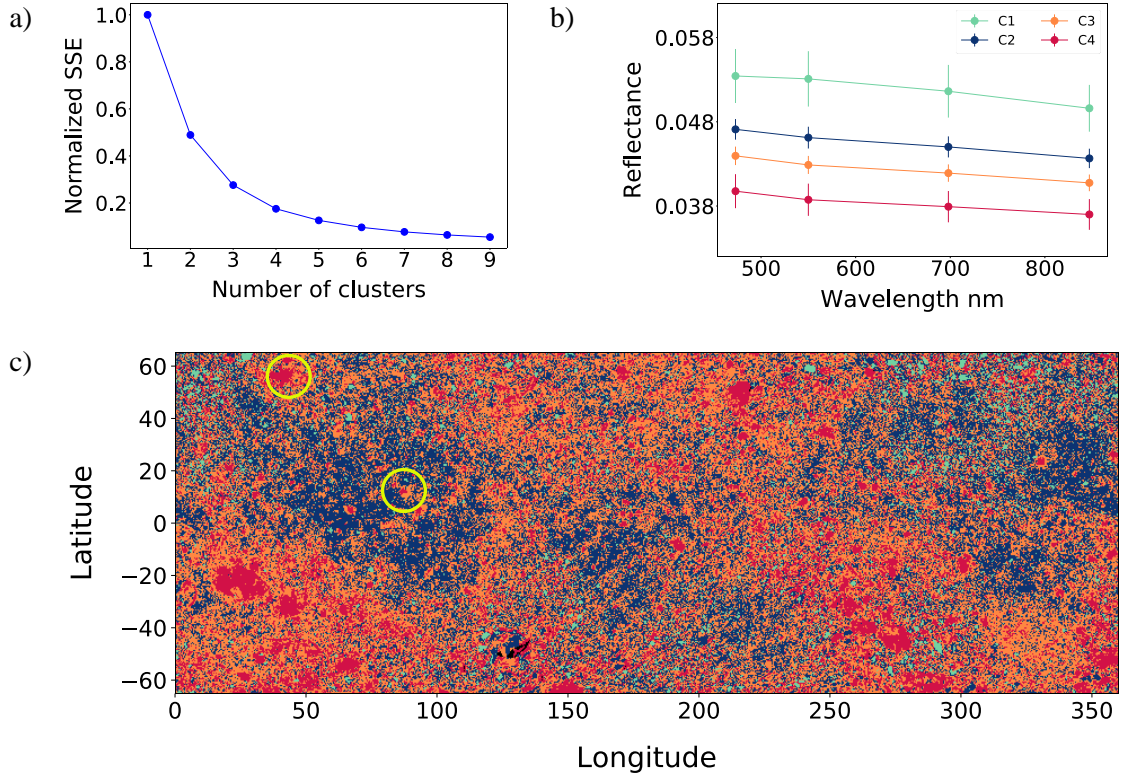 a)
1.0
0.8
0.6
0.4
0.2
Normalized SSE
1 2 3 4 5 6 7 8 9
Number of clusters
b)
C1 C3
C2 C4
0.058
0.048
0.038
Reflectance
500 600 700 800
Wavelength nm
c)
60
40
20
0
−20
−40
−60
Latitude
0 50 100 150 200 250 300 350
Longitude